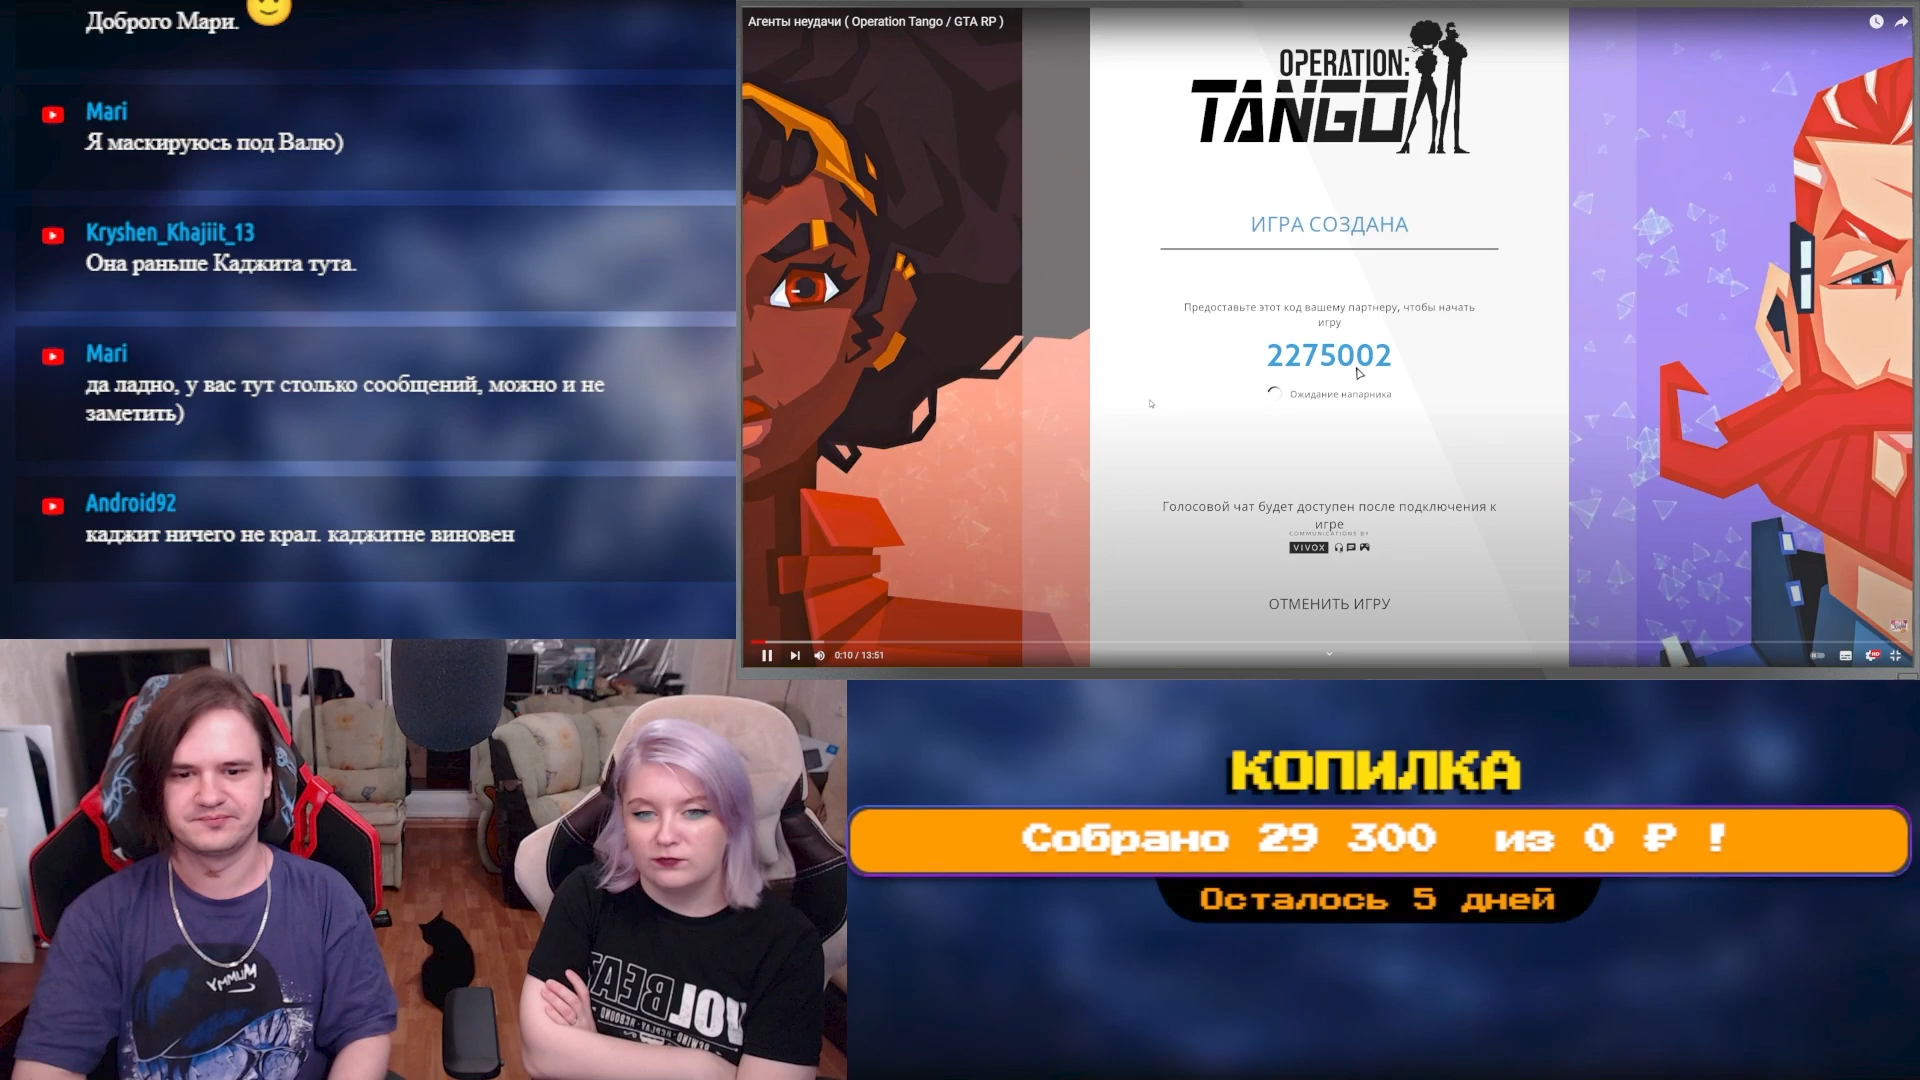 Доброго Мари.
Mari
Я маскируюсь под Валю)
Kryshen_Khajiit_13
Она раньше Каджита тута.
Mari
да ладно, у вас тут столько сообщений, можно и не
заметить)
Android92
каджит ничего не крал. каджитне виновен
Агенты неудачи ( Operation Tango / GTA RP )
OPERATION:
TANGO
ИГРА СОЗДАНА
Предоставьте этот код вашему партнеру, чтобы начать
игру
2275002
Ожидание напарника
Голосовой чат будет доступен после подключения к
игре
COMMUNICATIONS BY
VIVOX
ОТМЕНИТЬ ИГРУ
0:10 / 13:51
HD
КОПИЛКА
Собрано 29 300 из 0 ₽ !
Осталось 5 дней